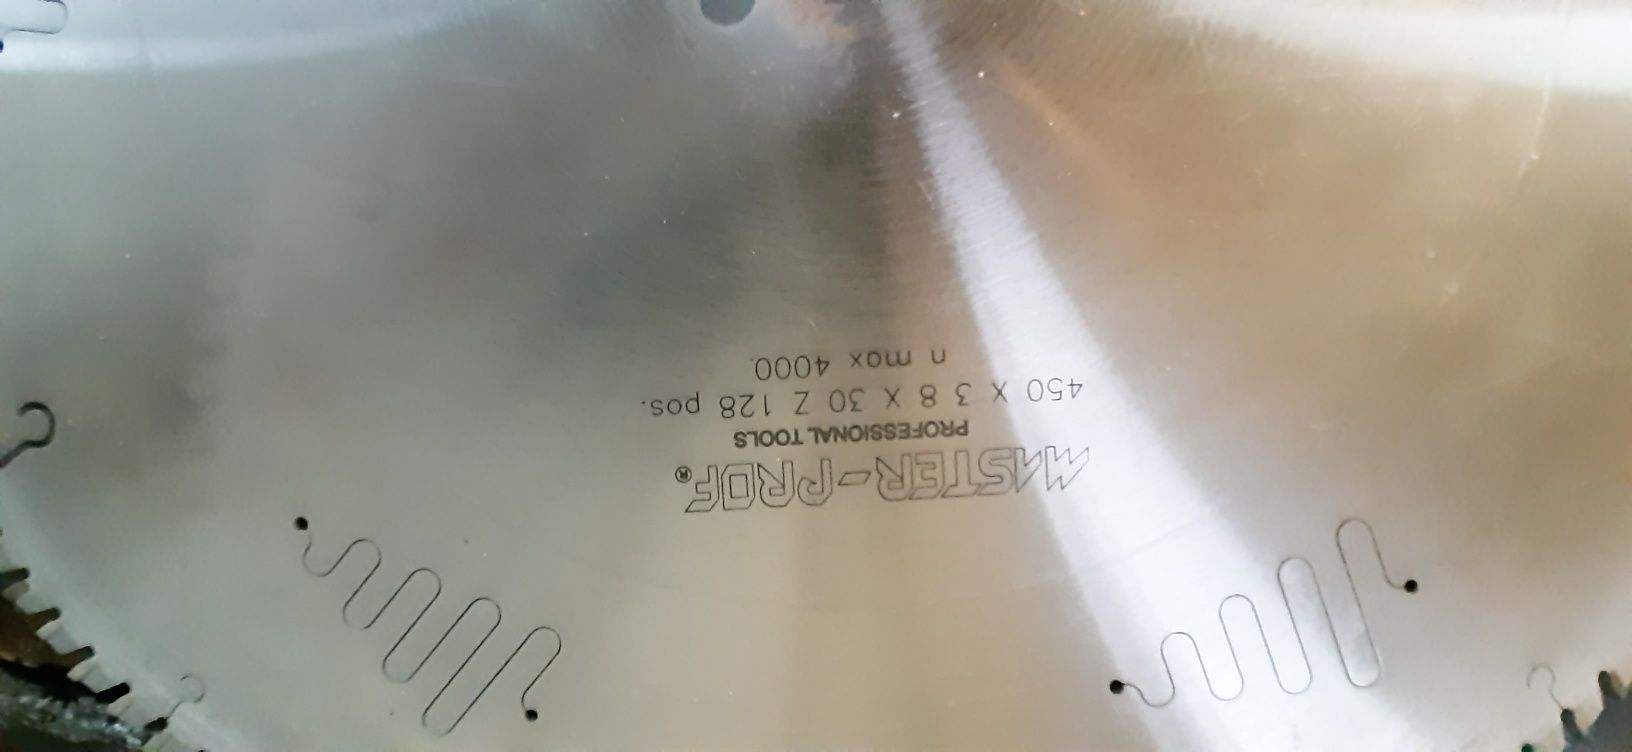 MASTER-PROF®
PROFESSIONAL TOOLS
450 X 3 8 X 30 Z 128 pos.
n max 4000.